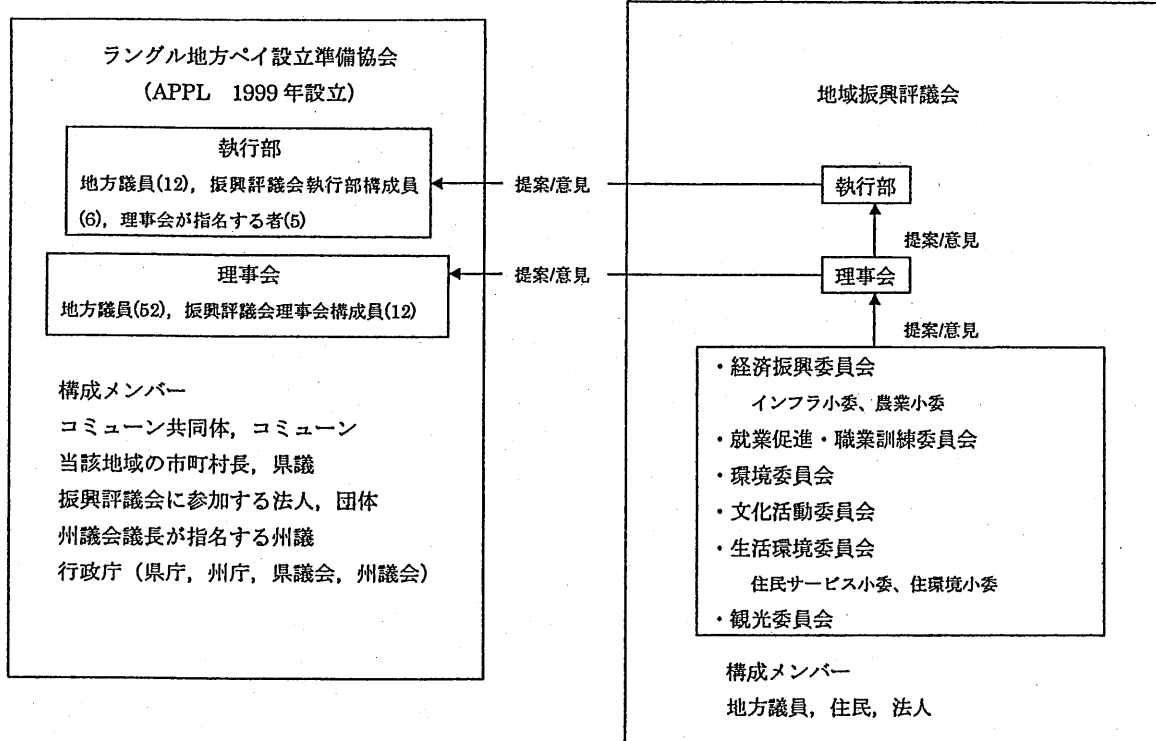 ラングル地方ペイ設立準備協会
(APPL 1999年設立)
執行部
地方議員(12), 振興評議会執行部構成員
(6), 理事会が指名する者(5)
理事会
地方議員(52), 振興評議会理事会構成員(12)
構成メンバー
コミューン共同体, コミューン
当該地域の市町村長, 県議
振興評議会に参加する法人, 団体
州議会議長が指名する州議
行政庁 (県庁, 州庁, 県議会, 州議会)
提案/意見
提案/意見
地域振興評議会
執行部
提案/意見
理事会
提案/意見
・経済振興委員会
インフラ小委、農業小委
・就業促進・職業訓練委員会
・環境委員会
・文化活動委員会
・生活環境委員会
住民サービス小委、住環境小委
・観光委員会
構成メンバー
地方議員, 住民, 法人